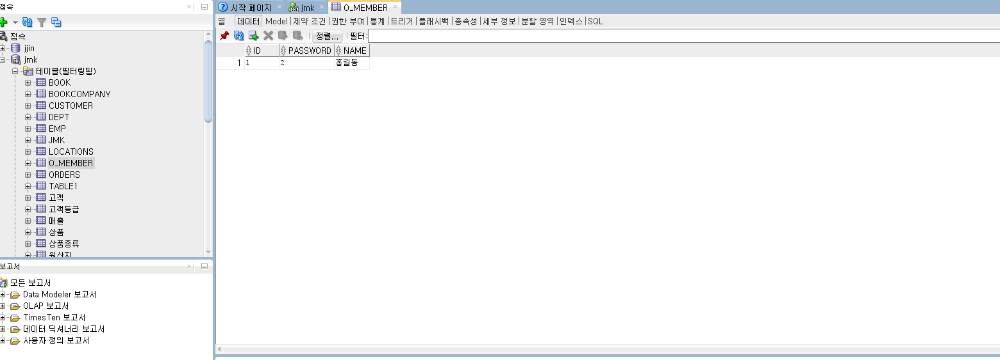 접속
접속
jjin
jmk
테이블(필터링됨)
BOOK
BOOKCOMPANY
CUSTOMER
DEPT
EMP
JMK
LOCATIONS
O_MEMBER
ORDERS
TABLE1
고객
고객등급
매출
상품
상품종류
원산지
보고서
모든 보고서
Data Modeler 보고서
OLAP 보고서
TimesTen 보고서
데이터 딕셔너리 보고서
사용자 정의 보고서
시작 페이지 jmk O_MEMBER
열 데이터 Model 제약 조건 권한 부여 통계 트리거 플래시백 종속성 세부 정보 분할 영역 인덱스 SQL
정렬... 필터:
ID PASSWORD NAME
1 1 2 홍길동